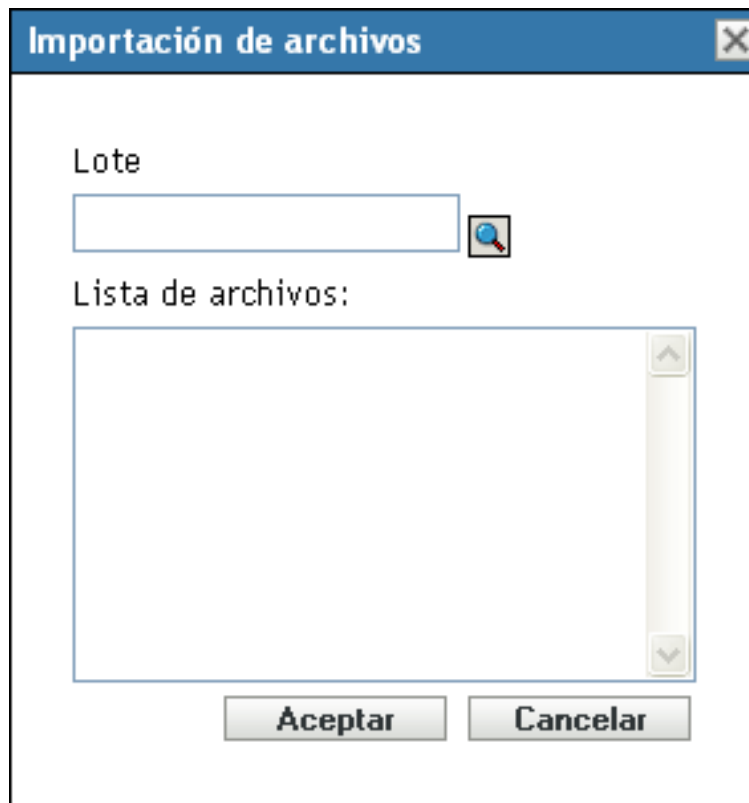 Importación de archivos
Lote
Lista de archivos:
Aceptar Cancelar